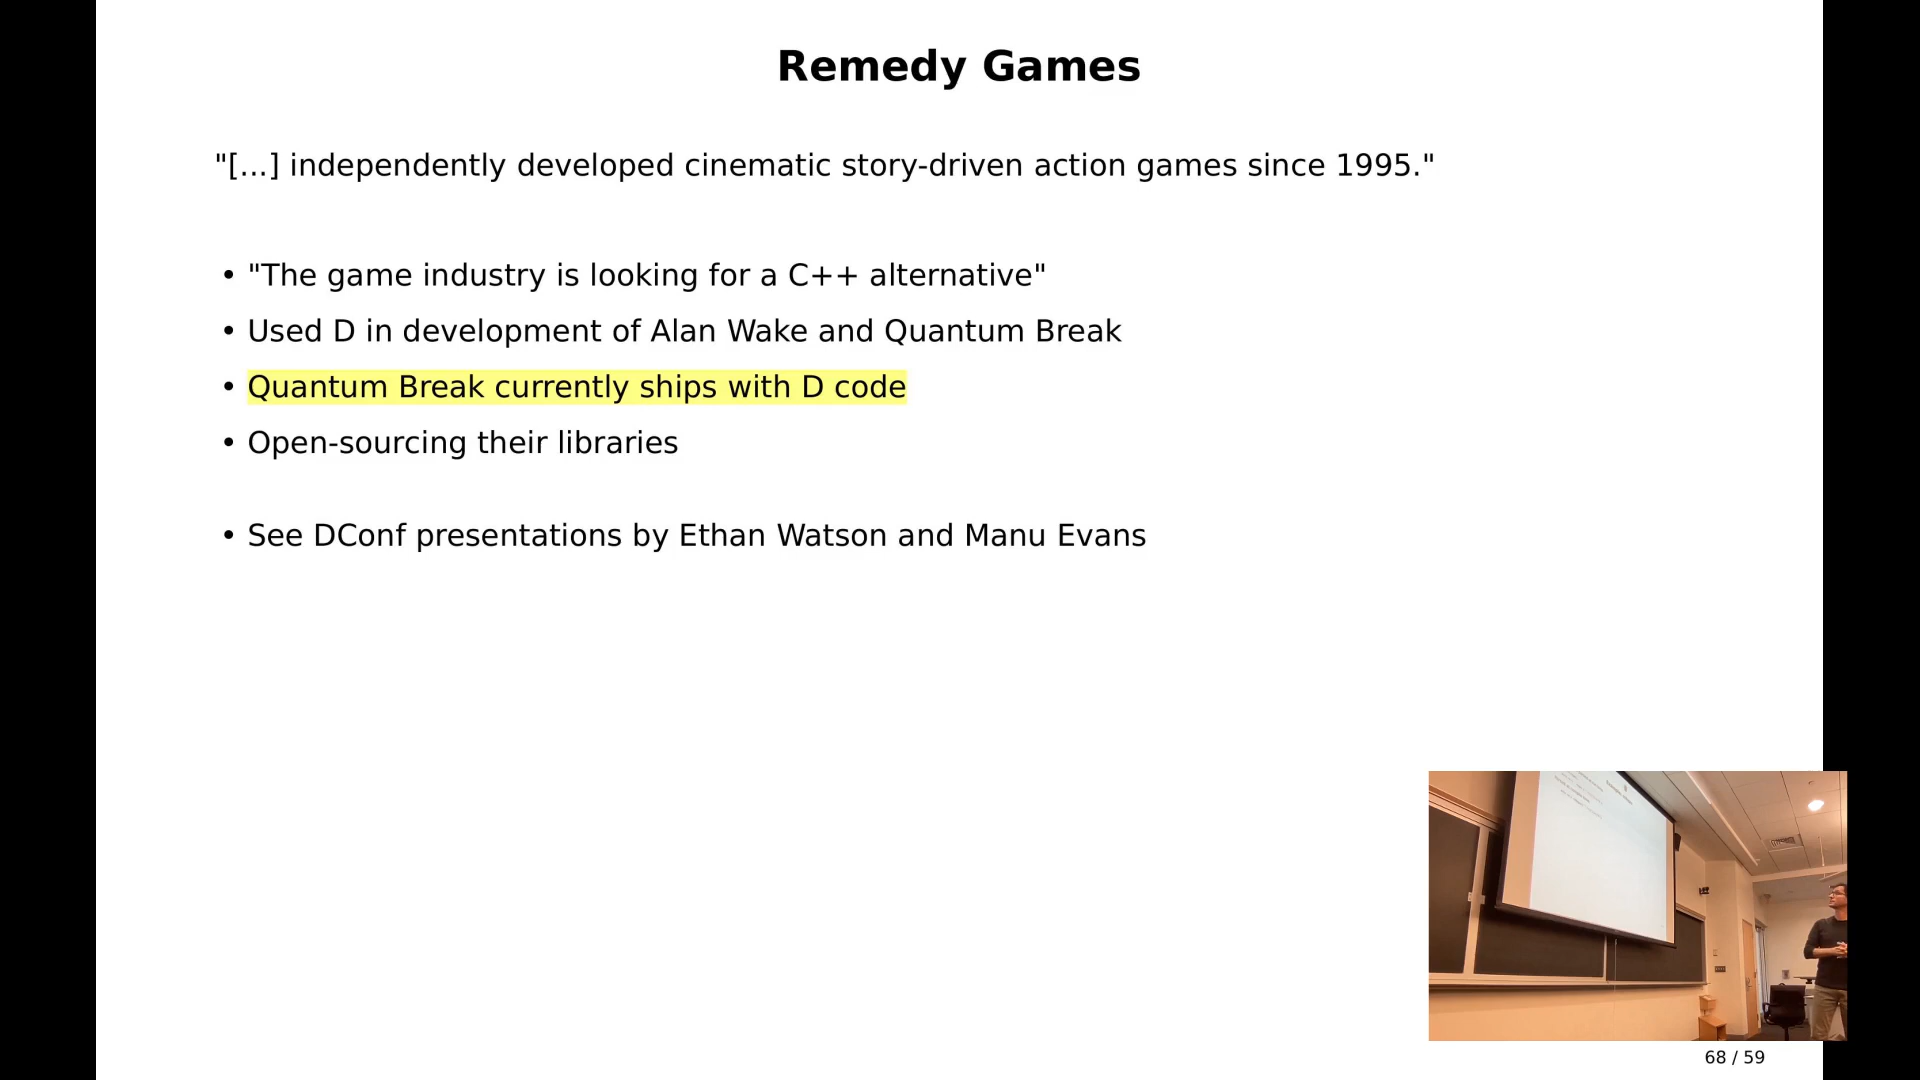 Remedy Games
"[...] independently developed cinematic story-driven action games since 1995."
• "The game industry is looking for a C++ alternative"
• Used D in development of Alan Wake and Quantum Break
• Quantum Break currently ships with D code
• Open-sourcing their libraries
• See DConf presentations by Ethan Watson and Manu Evans
68 / 59